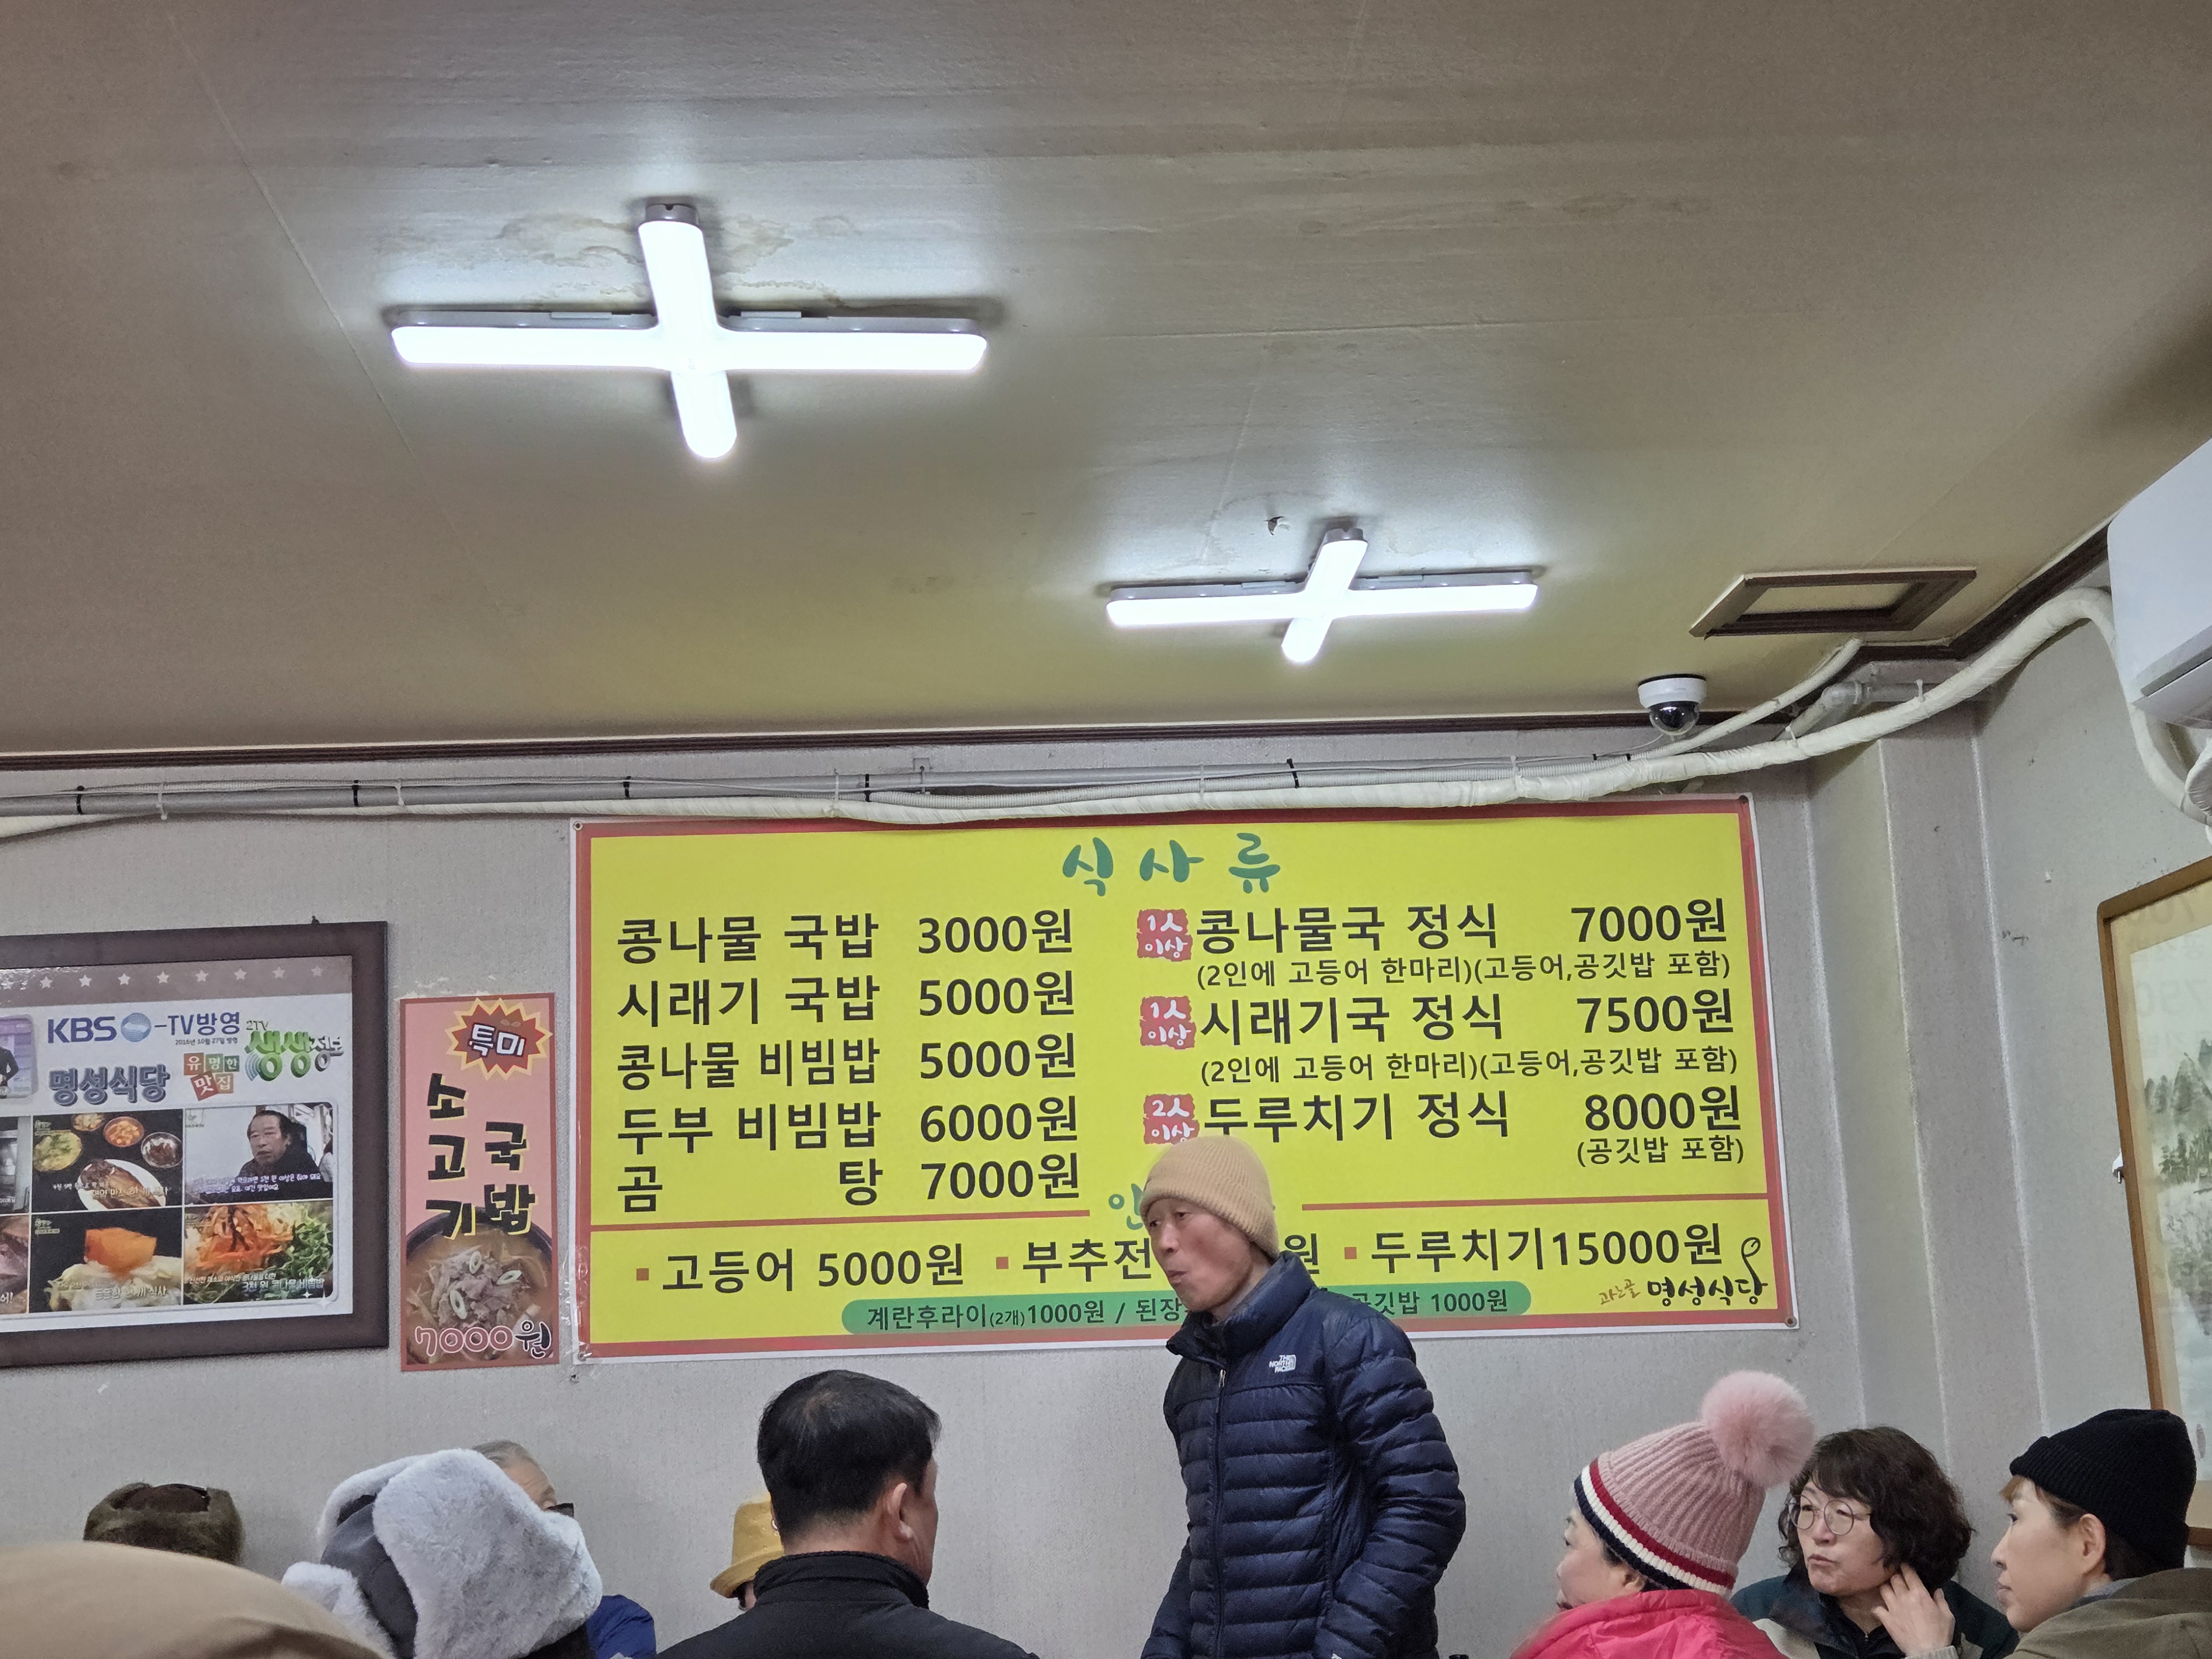 식사류
콩나물 국밥 3000원
시래기 국밥 5000원
콩나물 비빔밥 5000원
두부 비빔밥 6000원
곰 탕 7000원
1人 이상 콩나물국 정식 7000원
(2인에 고등어 한마리)(고등어,공깃밥 포함)
1人 이상 시래기국 정식 7500원
(2인에 고등어 한마리)(고등어,공깃밥 포함)
2人 이상 두루치기 정식 8000원
(공깃밥 포함)
고등어 5000원 부추전 원 두루치기15000원
계란후라이(2개)1000원 / 된장 공깃밥 1000원
명성식당
KBS -TV방영
2TV 생생정보
명성식당
유명한
맛집
특미
소고기
국밥
7000원
THE NORTH FACE